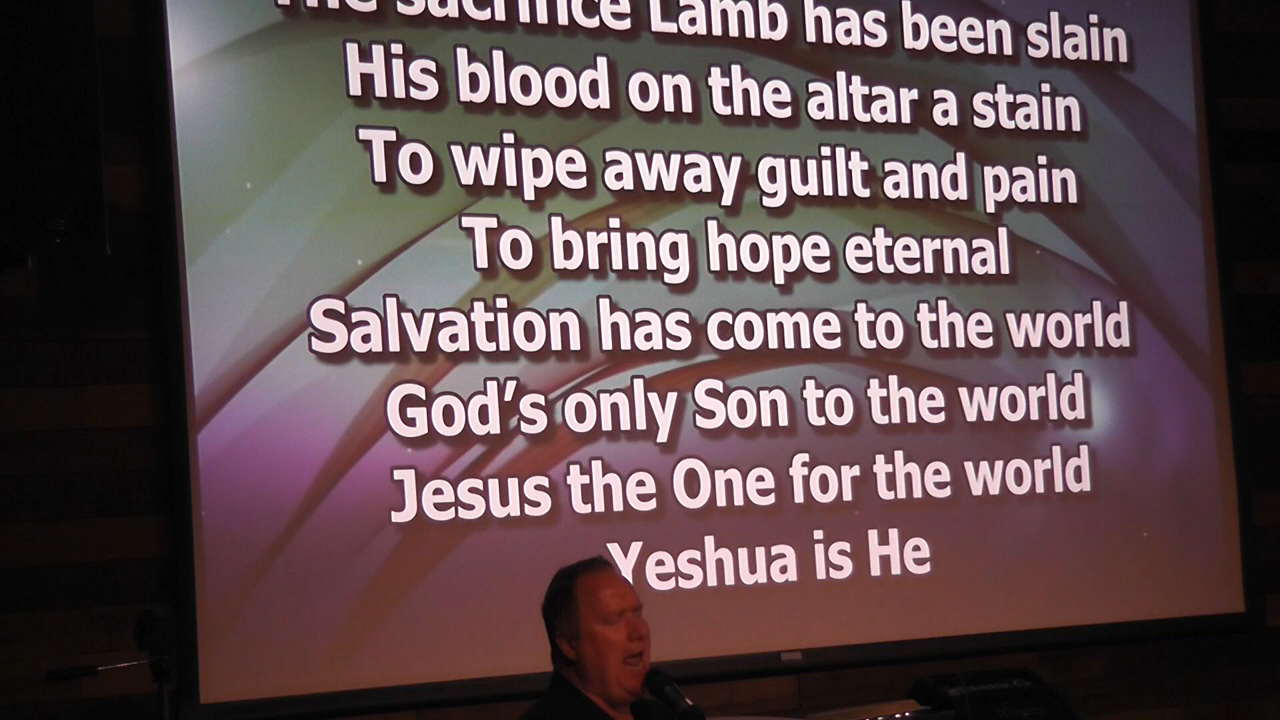 The sacrifice Lamb has been slain
His blood on the altar a stain
To wipe away guilt and pain
To bring hope eternal
Salvation has come to the world
God's only Son to the world
Jesus the One for the world
Yeshua is He